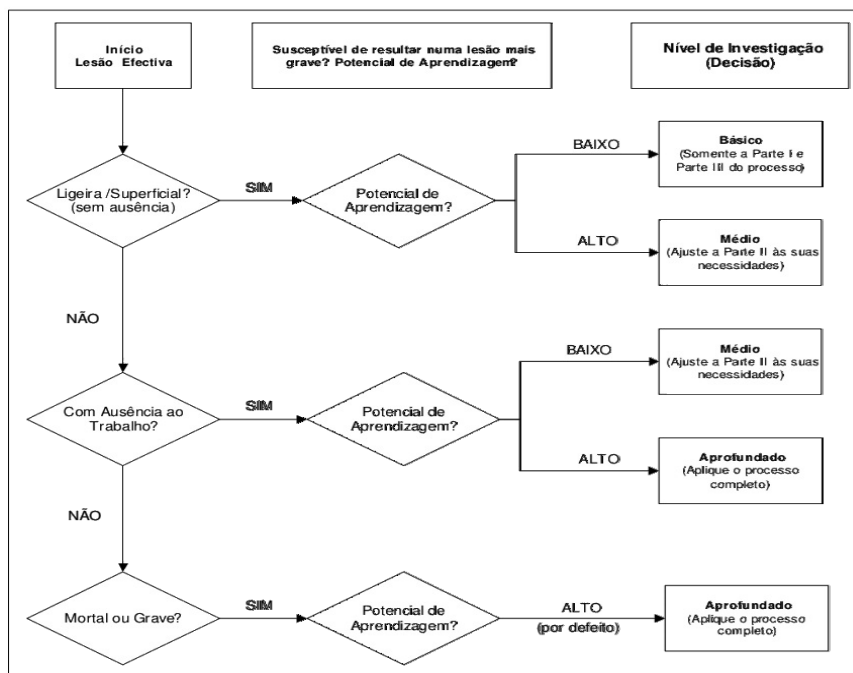 Início
Lesão Efectiva
Susceptível de resultar numa lesão mais
grave? Potencial de Aprendizagem?
Nível de Investigação
(Decisão)
Ligeira /Superficial?
(sem ausência)
SIM
Potencial de
Aprendizagem?
BAIXO
Básico
(Somente a Parte I e
Parte III do processo)
ALTO
Médio
(Ajuste a Parte II às suas
necessidades)
NÃO
Com Ausência ao
Trabalho?
SIM
Potencial de
Aprendizagem?
BAIXO
Médio
(Ajuste a Parte II às suas
necessidades)
ALTO
Aprofundado
(Aplique o processo
completo)
NÃO
Mortal ou Grave?
SIM
Potencial de
Aprendizagem?
ALTO
(por defeito)
Aprofundado
(Aplique o processo
completo)